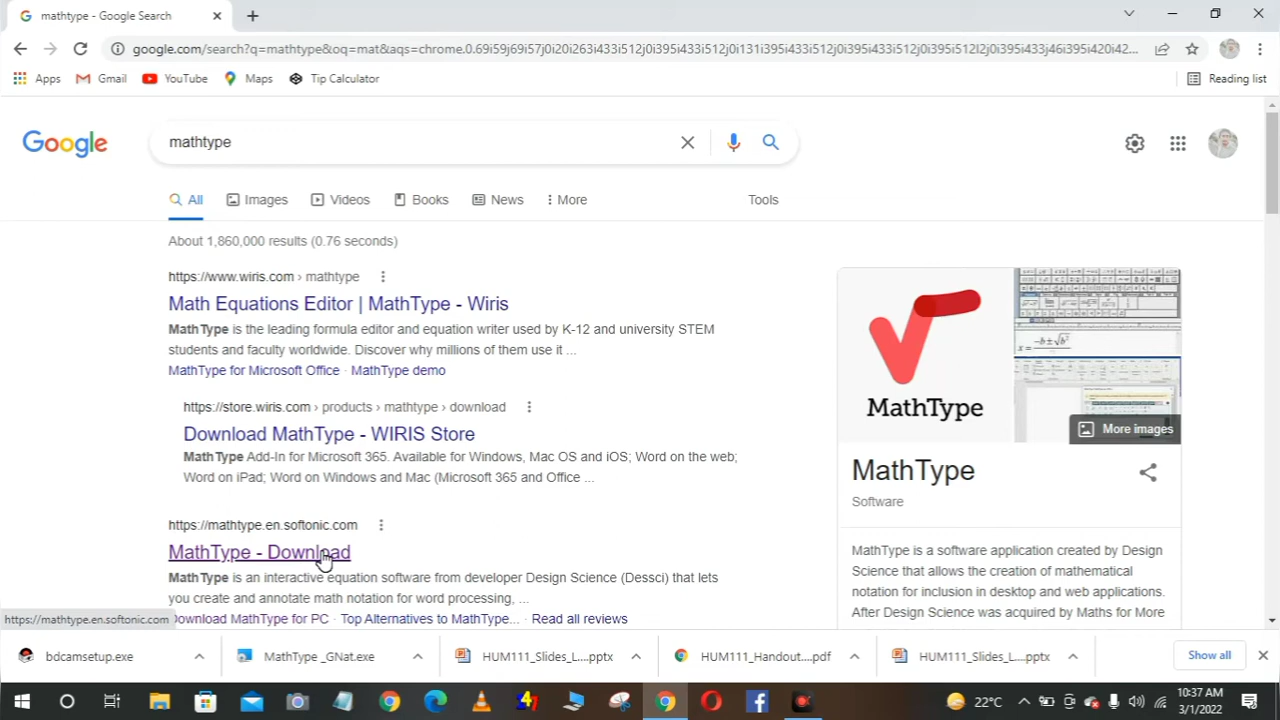 mathtype - Google Search
google.com/search?q=mathtype&oq=mat&aqs=chrome.0.69i59j69i57j0i20i263i433i512j0i395i433i512j0i131i395i433i512j0i395i433i512j0i395i512l2j0i395i433j46i395i420i42...
Apps
Gmail
YouTube
Maps
Tip Calculator
Reading list
Google
mathtype
All
Images
Videos
Books
News
More
Tools
About 1,860,000 results (0.76 seconds)
https://www.wiris.com › mathtype
Math Equations Editor | MathType - Wiris
MathType is the leading formula editor and equation writer used by K-12 and university STEM
students and faculty worldwide. Discover why millions of them use it ...
MathType for Microsoft Office · MathType demo
https://store.wiris.com › products › mathtype › download
Download MathType - WIRIS Store
MathType Add-In for Microsoft 365. Available for Windows, Mac OS and iOS; Word on the web;
Word on iPad; Word on Windows and Mac (Microsoft 365 and Office ...
https://mathtype.en.softonic.com
MathType - Download
MathType is an interactive equation software from developer Design Science (Dessci) that lets
you create and annotate math notation for word processing, ...
Download MathType for PC · Top Alternatives to MathType... · Read all reviews
https://mathtype.en.softonic.com
MathType
More images
MathType
Software
MathType is a software application created by Design
Science that allows the creation of mathematical
notation for inclusion in desktop and web applications.
After Design Science was acquired by Maths for More
bdcamsetup.exe
MathType _GNat.exe
HUM111_Slides_L....pptx
HUM111_Handout....pdf
HUM111_Slides_L....pptx
Show all
22°C
10:37 AM
3/1/2022